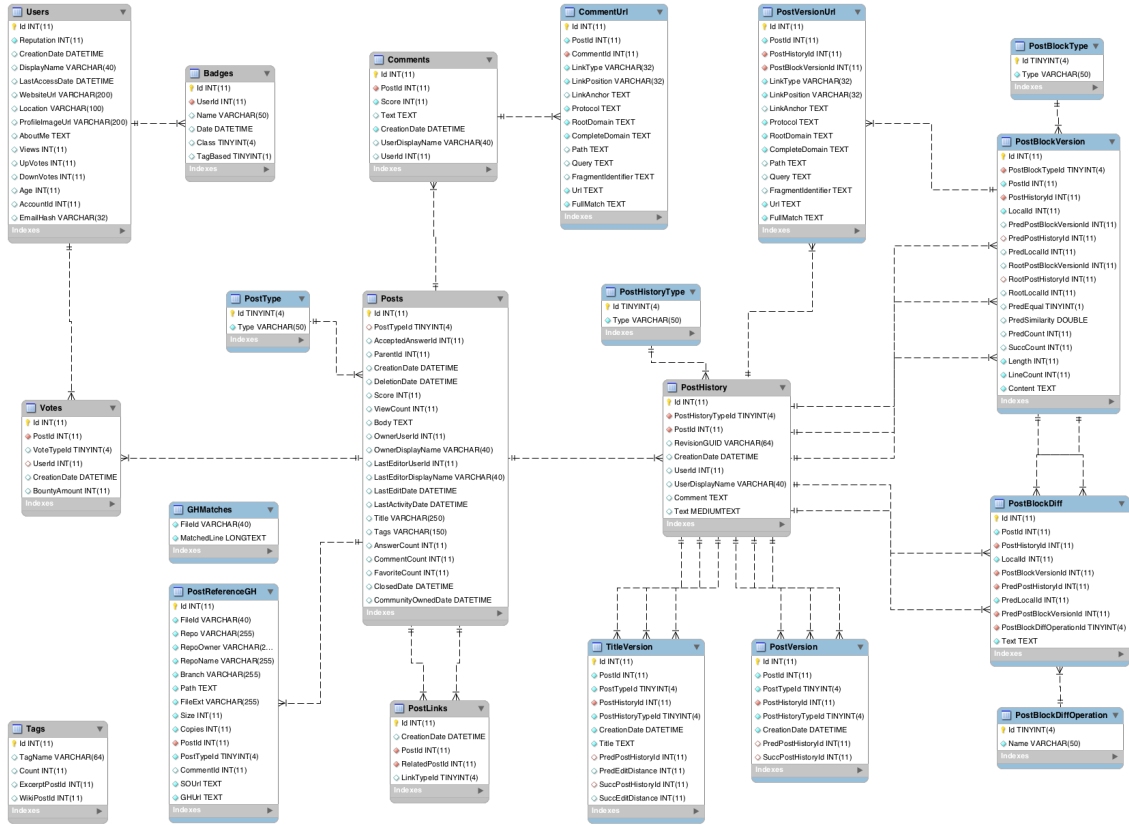 Users
Id INT(11)
Reputation INT(11)
CreationDate DATETIME
DisplayName VARCHAR(40)
LastAccessDate DATETIME
WebsiteUrl VARCHAR(200)
Location VARCHAR(100)
ProfileImageUrl VARCHAR(200)
AboutMe TEXT
Views INT(11)
UpVotes INT(11)
DownVotes INT(11)
Age INT(11)
AccountId INT(11)
EmailHash VARCHAR(32)
Indexes
Badges
Id INT(11)
UserId INT(11)
Name VARCHAR(50)
Date DATETIME
Class TINYINT(4)
TagBased TINYINT(1)
Indexes
Comments
Id INT(11)
PostId INT(11)
Score INT(11)
Text TEXT
CreationDate DATETIME
UserDisplayName VARCHAR(40)
UserId INT(11)
Indexes
CommentUrl
Id INT(11)
PostId INT(11)
CommentId INT(11)
LinkType VARCHAR(32)
LinkPosition VARCHAR(32)
LinkAnchor TEXT
Protocol TEXT
RootDomain TEXT
CompleteDomain TEXT
Path TEXT
Query TEXT
FragmentIdentifier TEXT
Url TEXT
FullMatch TEXT
Indexes
PostVersionUrl
Id INT(11)
PostId INT(11)
PostHistoryId INT(11)
PostBlockVersionId INT(11)
LinkType VARCHAR(32)
LinkPosition VARCHAR(32)
LinkAnchor TEXT
Protocol TEXT
RootDomain TEXT
CompleteDomain TEXT
Path TEXT
Query TEXT
FragmentIdentifier TEXT
Url TEXT
FullMatch TEXT
Indexes
PostBlockType
Id TINYINT(4)
Type VARCHAR(50)
Indexes
PostBlockVersion
Id INT(11)
PostBlockTypeId TINYINT(4)
PostId INT(11)
PostHistoryId INT(11)
LocalId INT(11)
PredPostBlockVersionId INT(11)
PredPostHistoryId INT(11)
PredLocalId INT(11)
RootPostBlockVersionId INT(11)
RootPostHistoryId INT(11)
RootLocalId INT(11)
PredEqual TINYINT(1)
PredSimilarity DOUBLE
PredCount INT(11)
SuccCount INT(11)
Length INT(11)
LineCount INT(11)
Content TEXT
Indexes
PostType
Id TINYINT(4)
Type VARCHAR(50)
Indexes
Posts
Id INT(11)
PostTypeId TINYINT(4)
AcceptedAnswerId INT(11)
ParentId INT(11)
CreationDate DATETIME
DeletionDate DATETIME
Score INT(11)
ViewCount INT(11)
Body TEXT
OwnerUserId INT(11)
OwnerDisplayName VARCHAR(40)
LastEditorUserId INT(11)
LastEditorDisplayName VARCHAR(40)
LastEditDate DATETIME
LastActivityDate DATETIME
Title VARCHAR(250)
Tags VARCHAR(150)
AnswerCount INT(11)
CommentCount INT(11)
FavoriteCount INT(11)
ClosedDate DATETIME
CommunityOwnedDate DATETIME
Indexes
PostHistoryType
Id TINYINT(4)
Type VARCHAR(50)
Indexes
PostHistory
Id INT(11)
PostHistoryTypeId TINYINT(4)
PostId INT(11)
RevisionGUID VARCHAR(64)
CreationDate DATETIME
UserId INT(11)
UserDisplayName VARCHAR(40)
Comment TEXT
Text MEDIUMTEXT
Indexes
Votes
Id INT(11)
PostId INT(11)
VoteTypeId TINYINT(4)
UserId INT(11)
CreationDate DATETIME
BountyAmount INT(11)
Indexes
GHMatches
FileId VARCHAR(40)
MatchedLine LONGTEXT
Indexes
PostReferenceGH
Id INT(11)
FileId VARCHAR(40)
Repo VARCHAR(255)
RepoOwner VARCHAR(2...
RepoName VARCHAR(255)
Branch VARCHAR(255)
Path TEXT
FileExt VARCHAR(255)
Size INT(11)
Copies INT(11)
PostId INT(11)
PostTypeId TINYINT(4)
CommentId INT(11)
SOUrl TEXT
GHUrl TEXT
Indexes
PostBlockDiff
Id INT(11)
PostId INT(11)
PostHistoryId INT(11)
LocalId INT(11)
PostBlockVersionId INT(11)
PredPostHistoryId INT(11)
PredLocalId INT(11)
PredPostBlockVersionId INT(11)
PostBlockDiffOperationId TINYINT(4)
Text TEXT
Indexes
TitleVersion
Id INT(11)
PostId INT(11)
PostTypeId TINYINT(4)
PostHistoryId INT(11)
PostHistoryTypeId TINYINT(4)
CreationDate DATETIME
Title TEXT
PredPostHistoryId INT(11)
PredEditDistance INT(11)
SuccPostHistoryId INT(11)
SuccEditDistance INT(11)
Indexes
PostVersion
Id INT(11)
PostId INT(11)
PostTypeId TINYINT(4)
PostHistoryId INT(11)
PostHistoryTypeId TINYINT(4)
CreationDate DATETIME
PredPostHistoryId INT(11)
SuccPostHistoryId INT(11)
Indexes
Tags
Id INT(11)
TagName VARCHAR(64)
Count INT(11)
ExcerptPostId INT(11)
WikiPostId INT(11)
Indexes
PostLinks
Id INT(11)
CreationDate DATETIME
PostId INT(11)
RelatedPostId INT(11)
LinkTypeId TINYINT(4)
Indexes
PostBlockDiffOperation
Id TINYINT(4)
Name VARCHAR(50)
Indexes